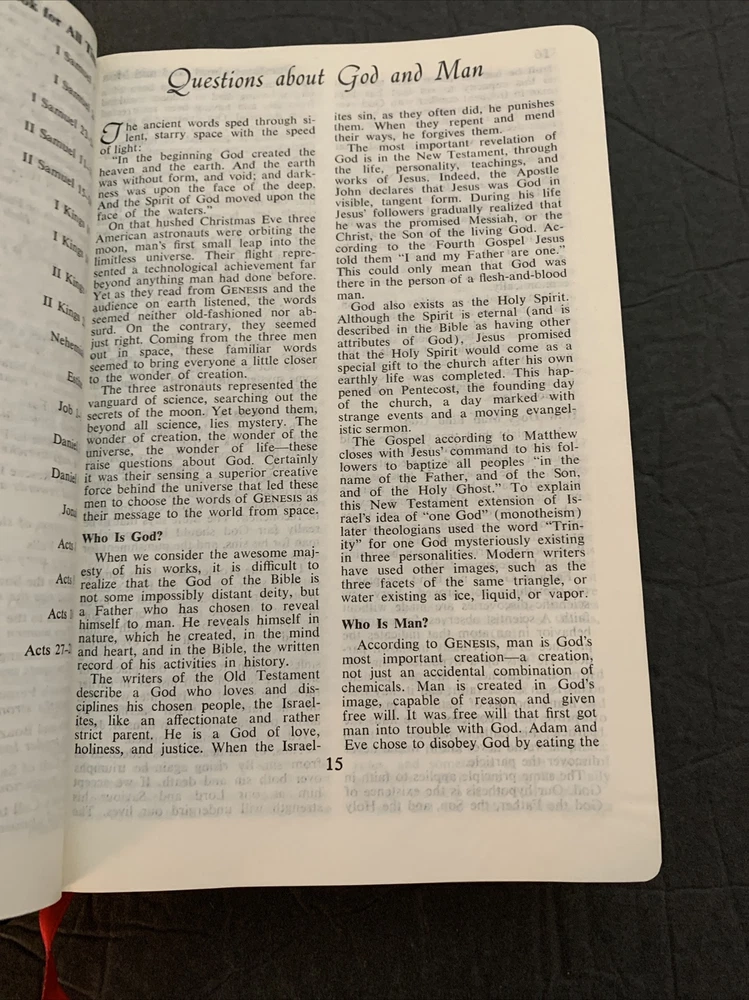 ok for All
I Samuel
I Samuel
I Samuel
II Samuel
II Samuel
I Kings
I Kings
II Kings
II Kings
Job
Daniel
Daniel
Acts
Acts
Acts
Acts 27-
Questions about God and Man
The ancient words sped through si-
lent, starry space with the speed
of light:
"In the beginning God created the
heaven and the earth. And the earth
was without form, and void; and dark-
ness was upon the face of the deep.
And the Spirit of God moved upon the
face of the waters."
On that hushed Christmas Eve three
American astronauts were orbiting the
moon, man's first small leap into the
limitless universe. Their flight repre-
sented a technological achievement far
beyond anything man had done before.
Yet as they read from GENESIS and the
audience on earth listened, the words
seemed neither old-fashioned nor ab-
surd. On the contrary, they seemed
just right. Coming from the three men
out in space, these familiar words
seemed to bring everyone a little closer
to the wonder of creation.
The three astronauts represented the
vanguard of science, searching out the
secrets of the moon. Yet beyond them,
beyond all science, lies mystery. The
wonder of creation, the wonder of the
universe, the wonder of life—these
raise questions about God. Certainly
it was their sensing a superior creative
force behind the universe that led these
men to choose the words of GENESIS as
their message to the world from space.
Who Is God?
When we consider the awesome maj-
esty of his works, it is difficult to
realize that the God of the Bible is
not some impossibly distant deity, but
a Father who has chosen to reveal
himself to man. He reveals himself in
nature, which he created, in the mind
and heart, and in the Bible, the written
record of his activities in history.
The writers of the Old Testament
describe a God who loves and dis-
ciplines his chosen people, the Israel-
ites, like an affectionate and rather
strict parent. He is a God of love,
holiness, and justice. When the Israel-
ites sin, as they often did, he punishes
them. When they repent and mend
their ways, he forgives them.
The most important revelation of
God is in the New Testament, through
the life, personality, teachings, and
works of Jesus. Indeed, the Apostle
John declares that Jesus was God in
visible, tangent form. During his life
Jesus' followers gradually realized that
he was the promised Messiah, or the
Christ, the Son of the living God. Ac-
cording to the Fourth Gospel Jesus
told them "I and my Father are one."
This could only mean that God was
there in the person of a flesh-and-blood
man.
God also exists as the Holy Spirit.
Although the Spirit is eternal (and is
described in the Bible as having other
attributes of God), Jesus promised
that the Holy Spirit would come as a
special gift to the church after his own
earthly life was completed. This hap-
pened on Pentecost, the founding day
of the church, a day marked with
strange events and a moving evangel-
istic sermon.
The Gospel according to Matthew
closes with Jesus' command to his fol-
lowers to baptize all peoples "in the
name of the Father, and of the Son,
and of the Holy Ghost." To explain
this New Testament extension of Is-
rael's idea of "one God" (monotheism)
later theologians used the word "Trin-
ity" for one God mysteriously existing
in three personalities. Modern writers
have used other images, such as the
three facets of the same triangle, or
water existing as ice, liquid, or vapor.
Who Is Man?
According to GENESIS, man is God's
most important creation—a creation,
not just an accidental combination of
chemicals. Man is created in God's
image, capable of reason and given
free will. It was free will that first got
man into trouble with God. Adam and
Eve chose to disobey God by eating the
15